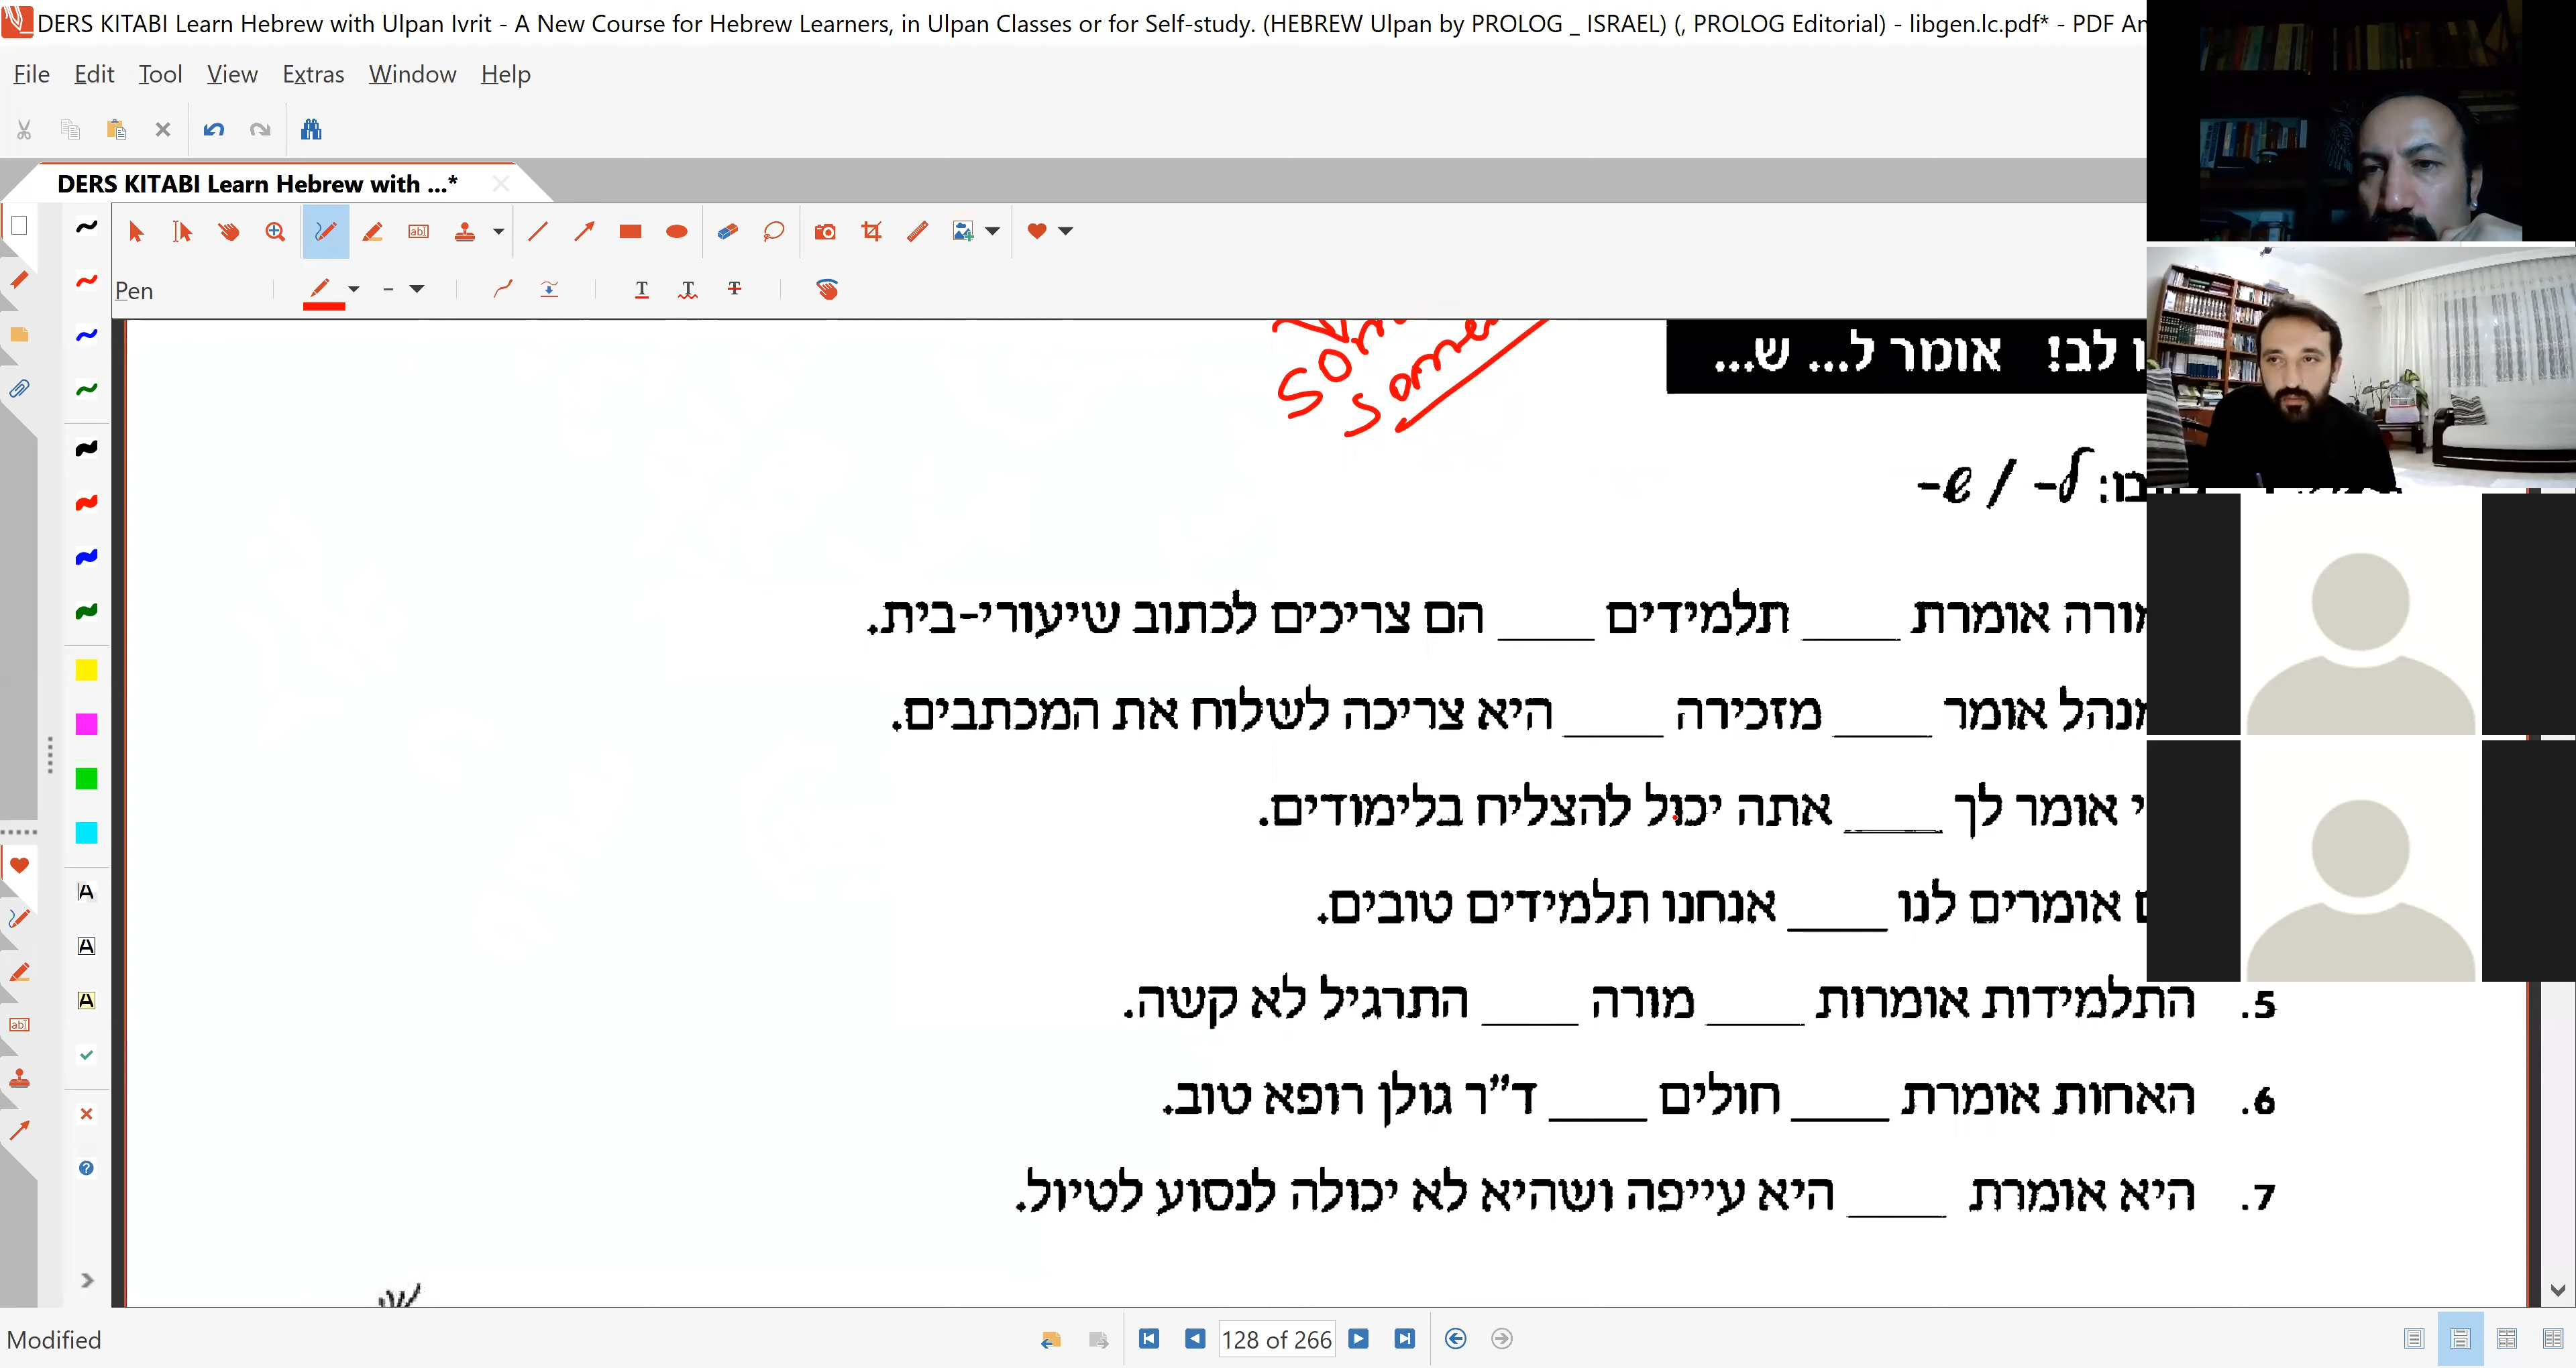 DERS KITABI Learn Hebrew with Ulpan Ivrit - A New Course for Hebrew Learners, in Ulpan Classes or for Self-study. (HEBREW Ulpan by PROLOG _ ISRAEL) (, PROLOG Editorial) - libgen.lc.pdf* - PDF An
File Edit Tool View Extras Window Help
DERS KITABI Learn Hebrew with ...*
Pen
לב! אומר ל... ש...
ל- / ש-
אומרת ____ תלמידים ____ הם צריכים לכתוב שיעורי-בית.
אומר ____ מזכירה ____ היא צריכה לשלוח את המכתבים.
אומר לך ____ אתה יכול להצליח בלימודים.
אומרים לנו ____ אנחנו תלמידים טובים.
5. התלמידות אומרות ____ מורה ____ התרגיל לא קשה.
6. האחות אומרת ____ חולים ____ ד"ר גולן רופא טוב.
7. היא אומרת ____ היא עייפה ושהיא לא יכולה לנסוע לטיול.
Modified
128 of 266